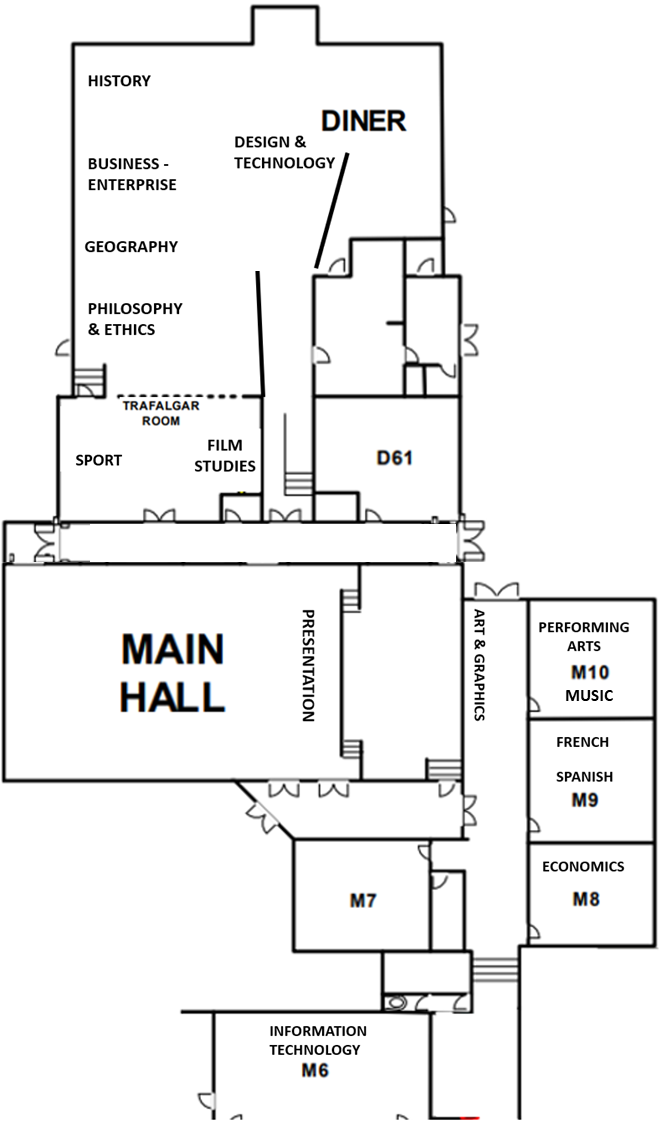 HISTORY
DINER
DESIGN &
TECHNOLOGY
BUSINESS -
ENTERPRISE
GEOGRAPHY
PHILOSOPHY
& ETHICS
TRAFALGAR
ROOM
SPORT
FILM
STUDIES
D61
MAIN
HALL
PRESENTATION
ART & GRAPHICS
PERFORMING
ARTS
M10
MUSIC
FRENCH
SPANISH
M9
ECONOMICS
M8
M7
INFORMATION
TECHNOLOGY
M6